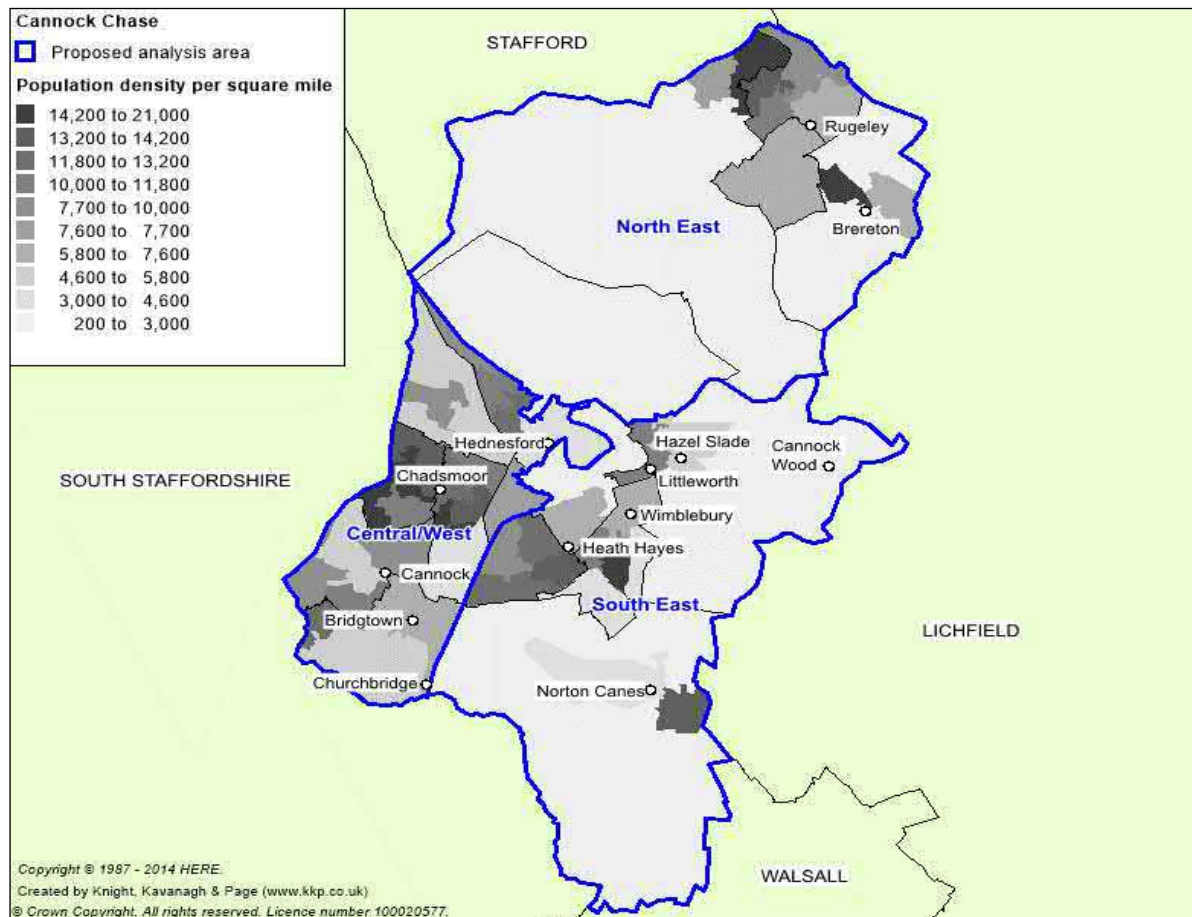 Cannock Chase
Proposed analysis area
Population density per square mile
14,200 to 21,000
13,200 to 14,200
11,800 to 13,200
10,000 to 11,800
7,700 to 10,000
7,600 to 7,700
5,800 to 7,600
4,600 to 5,800
3,000 to 4,600
200 to 3,000
STAFFORD
Rugeley
North East
Brereton
Hednesford
Hazel Slade
Cannock
Wood
SOUTH STAFFORDSHIRE
Chadsmoor
Littleworth
Wimblebury
Central/West
Heath Hayes
Cannock
South East
Bridgtown
LICHFIELD
Churchbridge
Norton Canes
WALSALL
Copyright © 1987 - 2014 HERE.
Created by Knight, Kavanagh & Page (www.kkp.co.uk)
© Crown Copyright. All rights reserved. Licence number 100020577.